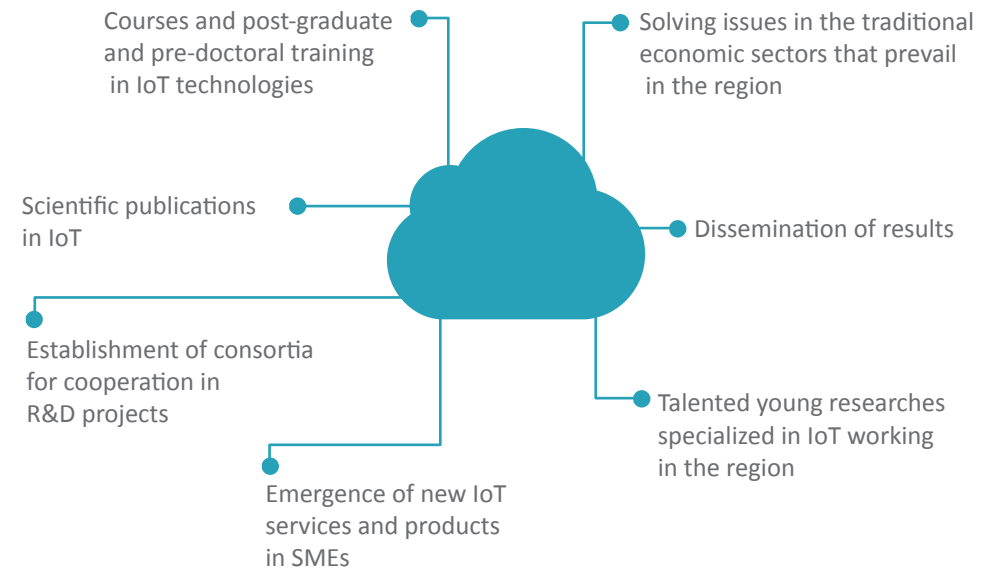 Courses and post-graduate
and pre-doctoral training
in IoT technologies
Solving issues in the traditional
economic sectors that prevail
in the region
Scientific publications
in IoT
Dissemination of results
Establishment of consortia
for cooperation in
R&D projects
Talented young researches
specialized in IoT working
in the region
Emergence of new IoT
services and products
in SMEs